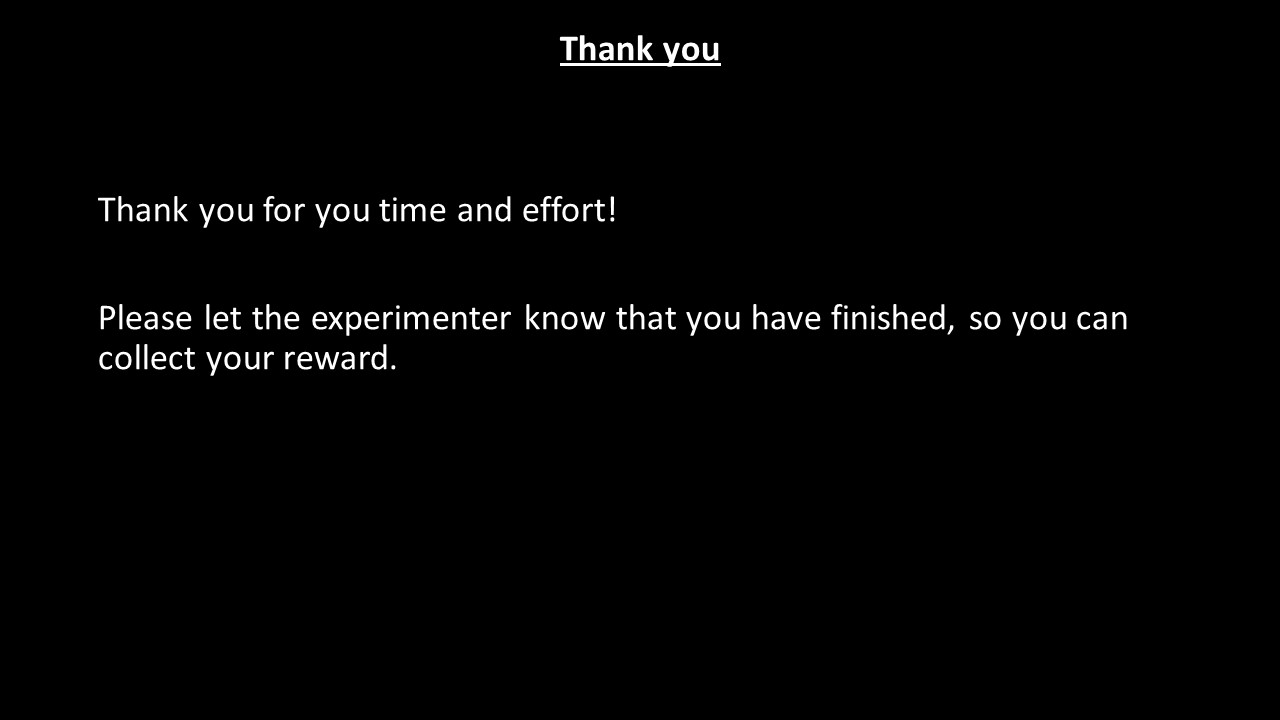 Thank you
Thank you for you time and effort!
Please let the experimenter know that you have finished, so you can
collect your reward.